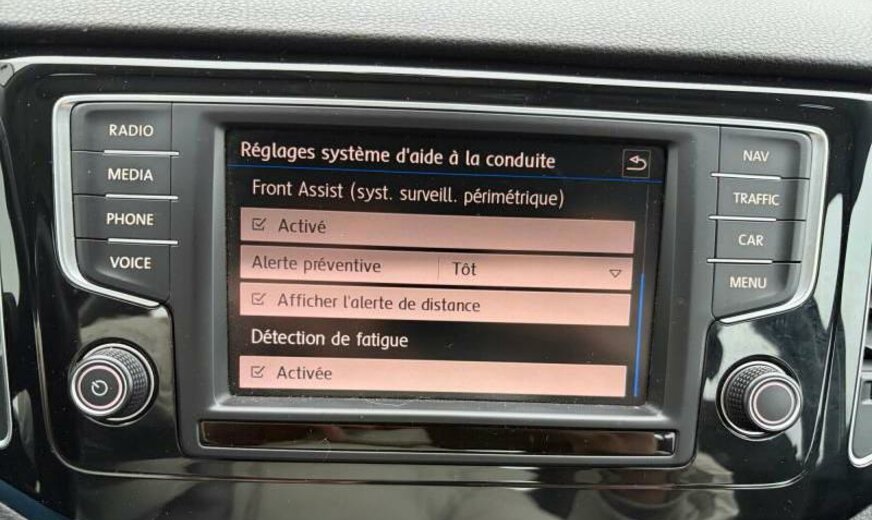 RADIO
MEDIA
PHONE
VOICE
Réglages système d'aide à la conduite
Front Assist (syst. surveill. périmétrique)
Activé
Alerte préventive Tôt
Afficher l'alerte de distance
Détection de fatigue
Activée
NAV
TRAFFIC
CAR
MENU